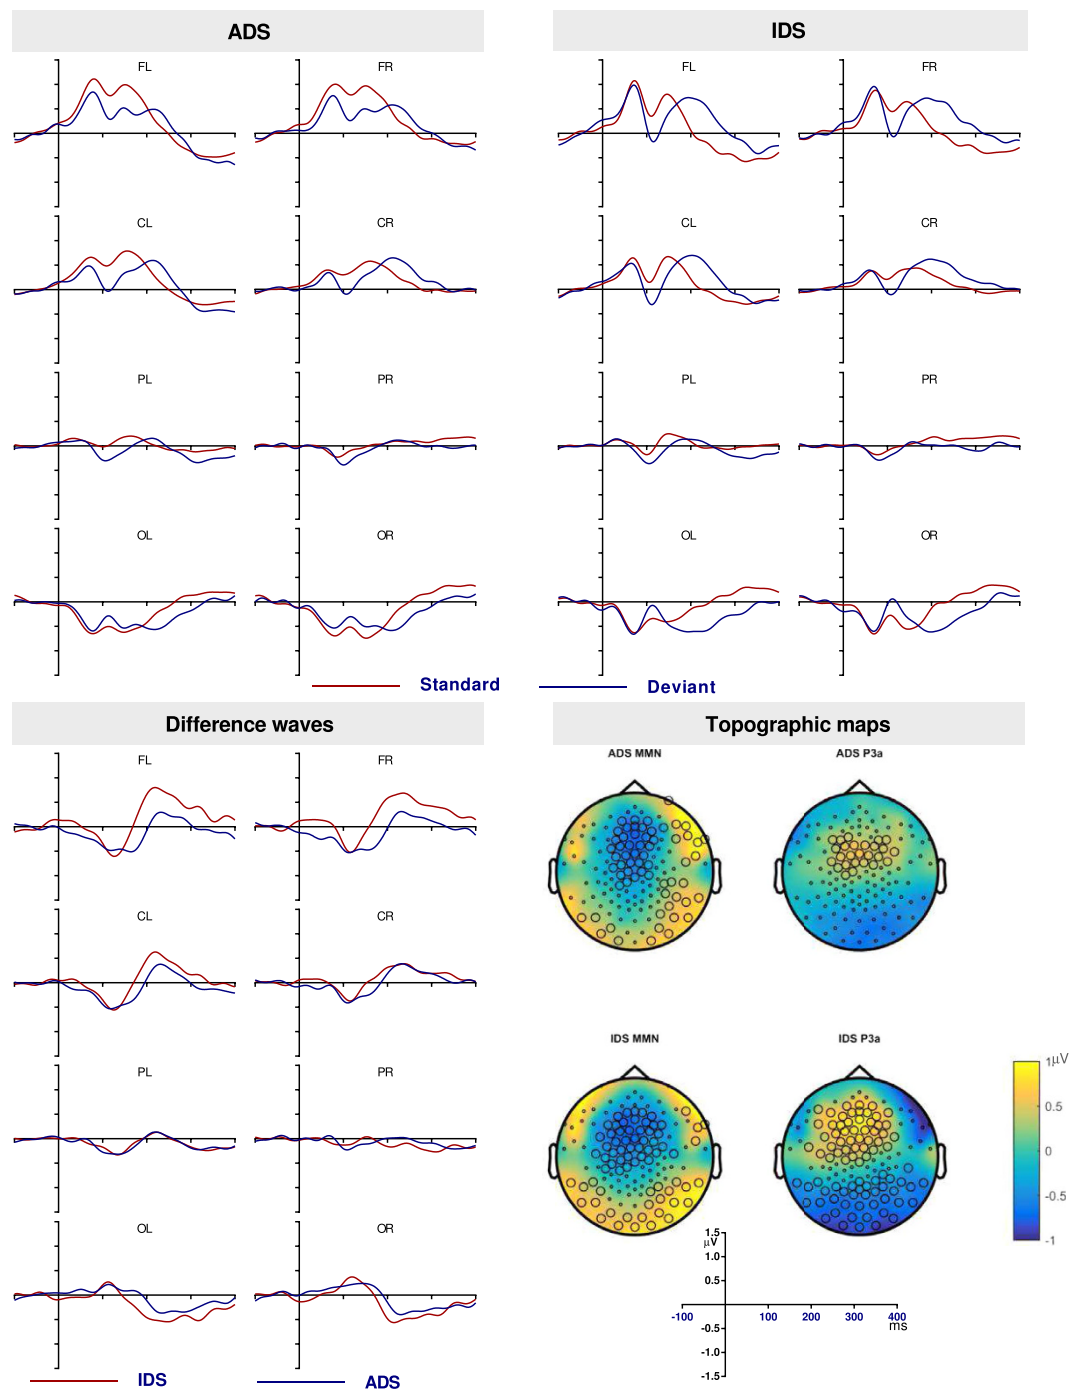 ADS
IDS
FL
FR
FL
FR
CL
CR
CL
CR
PL
PR
PL
PR
OL
OR
OL
OR
Standard
Deviant
Difference waves
Topographic maps
FL
FR
ADS MMN
ADS P3a
CL
CR
IDS MMN
IDS P3a
1μV
0.5
0
-0.5
-1
PL
PR
OL
OR
1.5
μV
1.0
0.5
-100
100
200
300
400
ms
-0.5
-1.0
-1.5
IDS
ADS